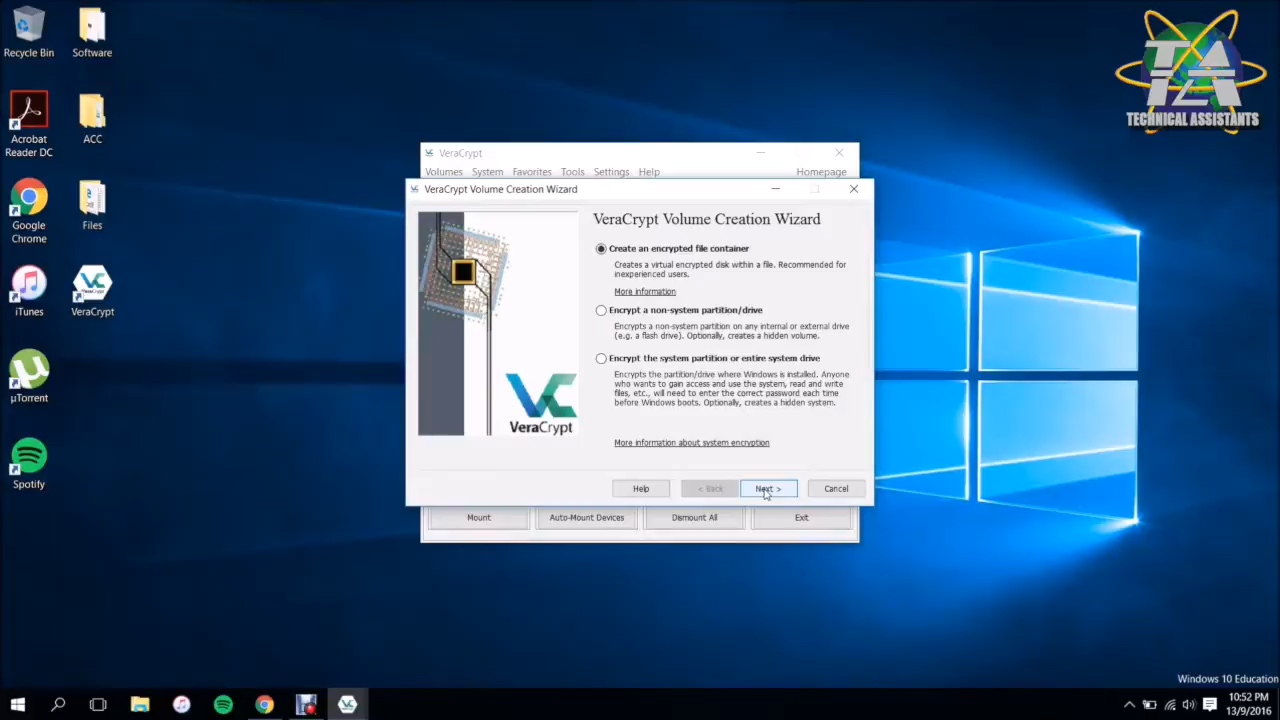 Recycle Bin
Software
Acrobat
Reader DC
ACC
Google
Chrome
Files
iTunes
VeraCrypt
µTorrent
Spotify
TECHNICAL ASSISTANTS
VeraCrypt
Volumes System Favorites Tools Settings Help Homepage
VeraCrypt Volume Creation Wizard
VeraCrypt Volume Creation Wizard
Create an encrypted file container
Creates a virtual encrypted disk within a file. Recommended for
inexperienced users.
More information
Encrypt a non-system partition/drive
Encrypts a non-system partition on any internal or external drive
(e.g. a flash drive). Optionally, creates a hidden volume.
Encrypt the system partition or entire system drive
Encrypts the partition/drive where Windows is installed. Anyone
who wants to gain access and use the system, read and write
files, etc., will need to enter the correct password each time
before Windows boots. Optionally, creates a hidden system.
More information about system encryption
VeraCrypt
Help < Back Next > Cancel
Mount Auto-Mount Devices Dismount All Exit
Windows 10 Education
10:52 PM
13/9/2016